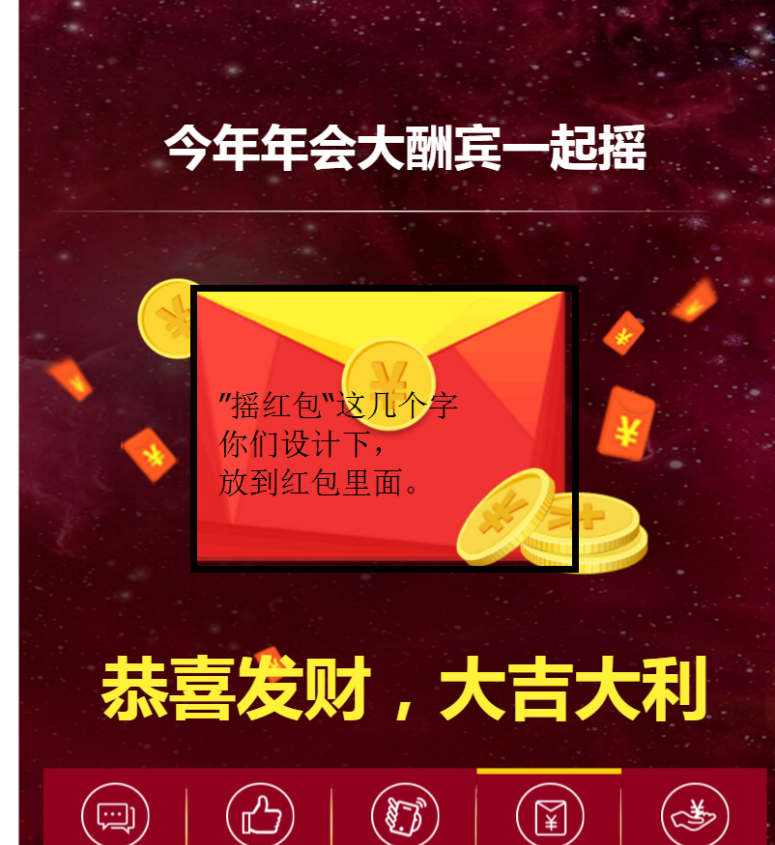 今年年会大酬宾一起摇
"摇红包“这几个字
你们设计下，
放到红包里面。
恭喜发财，大吉大利